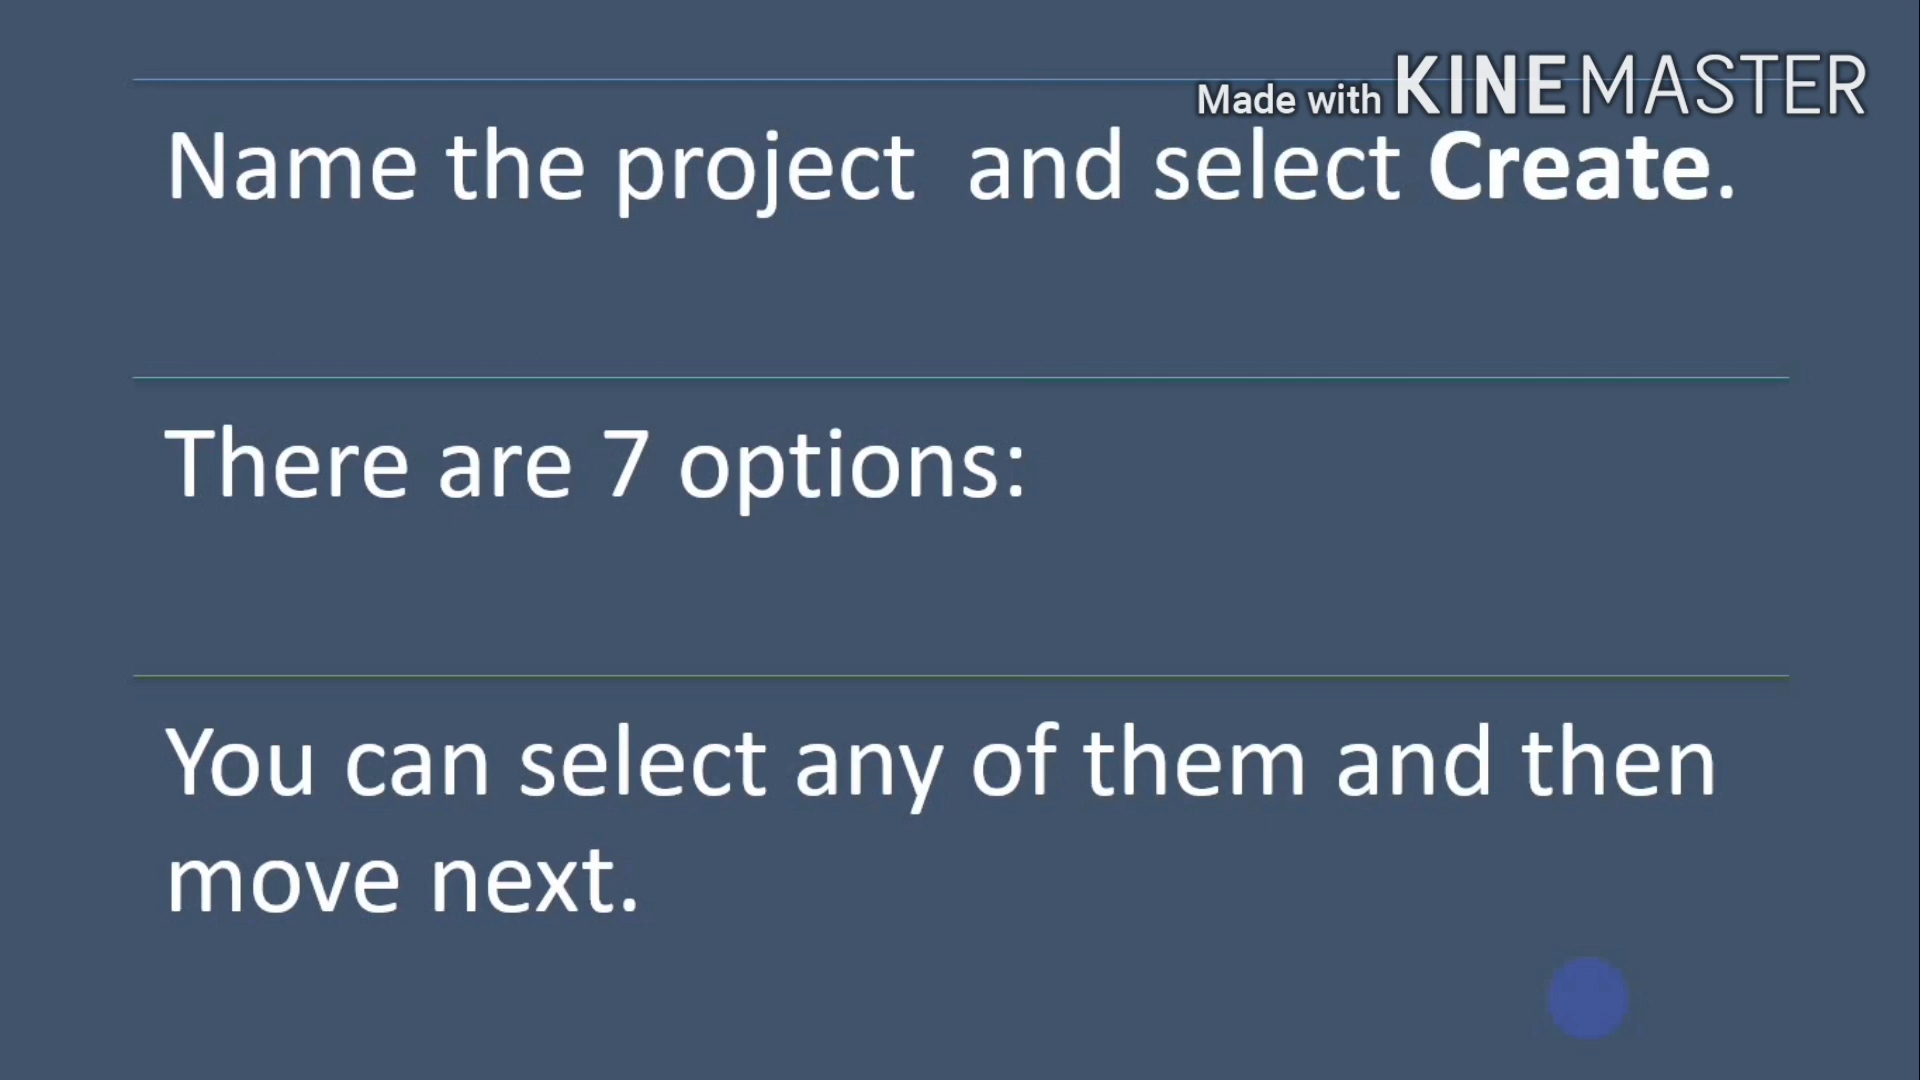 Made with KINEMASTER
Name the project and select Create.
There are 7 options:
You can select any of them and then
move next.